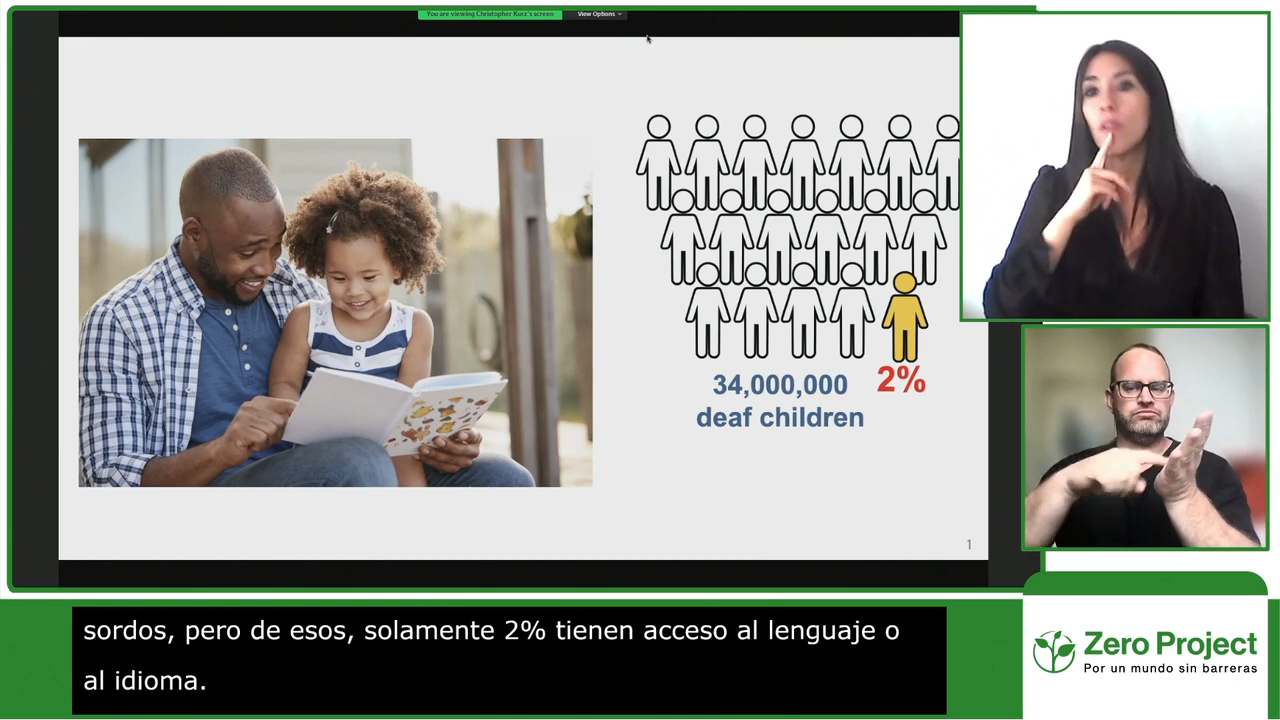 You are viewing Christopher Kurz's screen
View Options
34,000,000
deaf children
2%
1
sordos, pero de esos, solamente 2% tienen acceso al lenguaje o
al idioma.
Zero Project
Por un mundo sin barreras